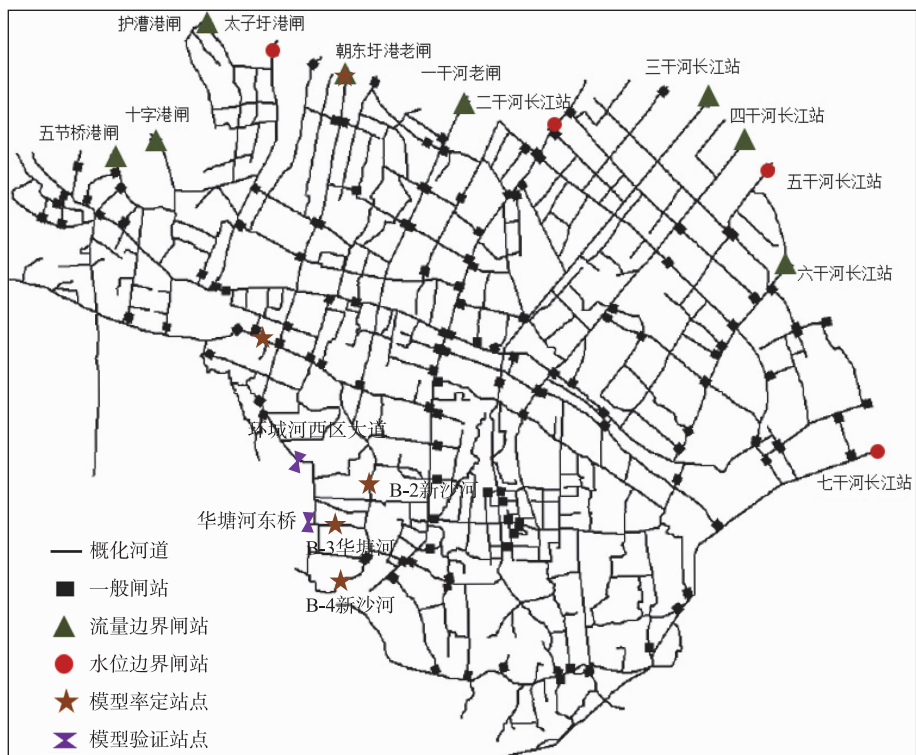 护漕港闸
太子圩港闸
朝东圩港老闸
一干河老闸
二干河长江站
三干河长江站
四干河长江站
十字港闸
五节桥港闸
五干河长江站
六干河长江站
环城河西区大道
七干河长江站
B-2新沙河
华塘河东桥
B-3华塘河
B-4新沙河
概化河道
一般闸站
流量边界闸站
水位边界闸站
模型率定站点
模型验证站点